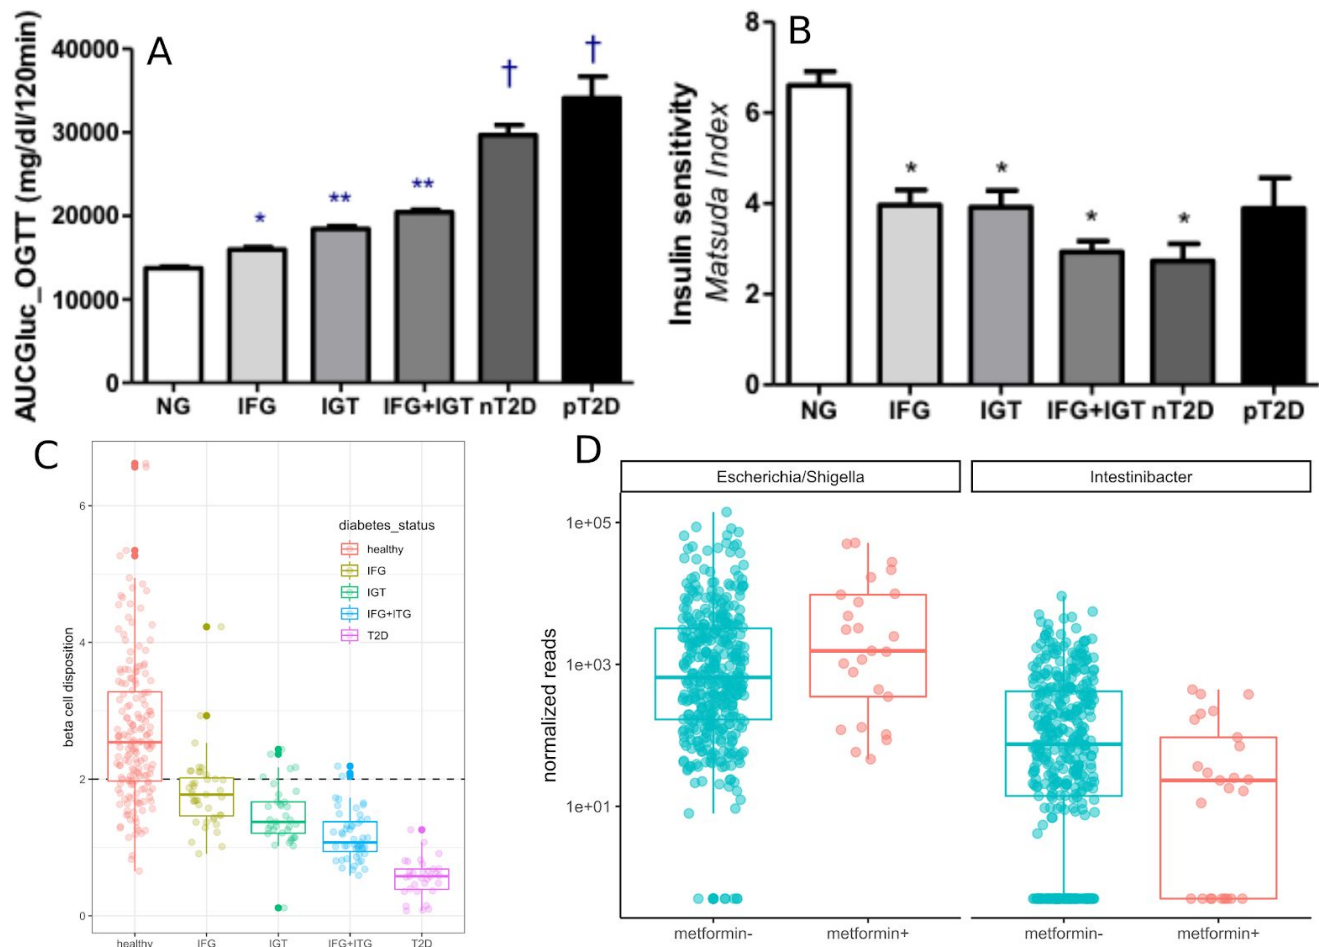 A
AUCGluc_OGTT (mg/dl/120min)
40000
30000
20000
10000
0
*
**
**
†
†
NG IFG IGT IFG+IGT nT2D pT2D
B
Insulin sensitivity
Matsuda Index
8
6
4
2
0
*
*
*
*
NG IFG IGT IFG+IGT nT2D pT2D
C
beta cell disposition
6
4
2
0
diabetes_status
healthy
IFG
IGT
IFG+ITG
T2D
healthy IFG IGT IFG+ITG T2D
D
Escherichia/Shigella
Intestinibacter
normalized reads
1e+05
1e+03
1e+01
metformin- metformin+ metformin- metformin+